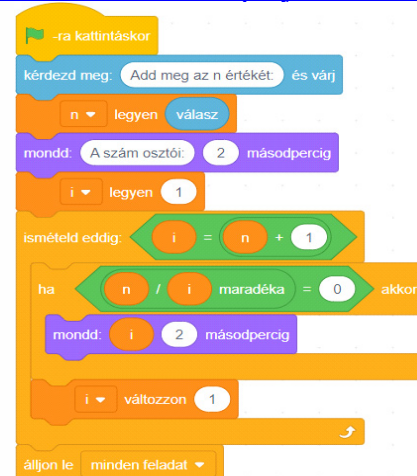 -ra kattintáskor
kérdezd meg: Add meg az n értékét: és várj
n legyen válasz
mondd: A szám osztói: 2 másodpercig
i legyen 1
ismételd eddig: i = n + 1
ha n / i maradéka = 0 akkor
mondd: i 2 másodpercig
i változzon 1
álljon le minden feladat